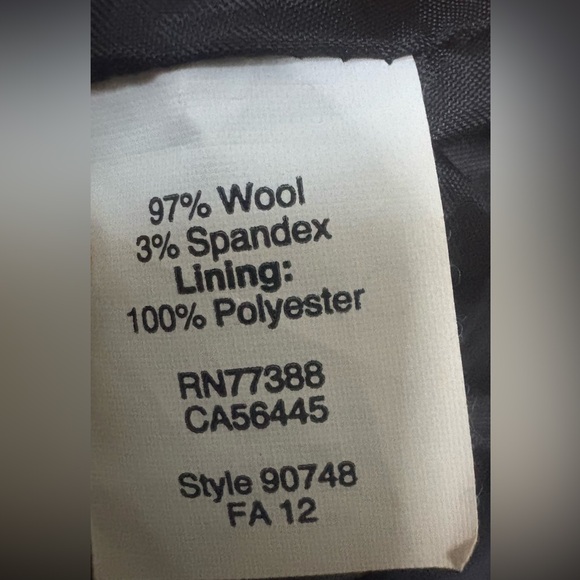 97% Wool
3% Spandex
Lining:
100% Polyester
RN77388
CA56445
Style 90748
FA 12